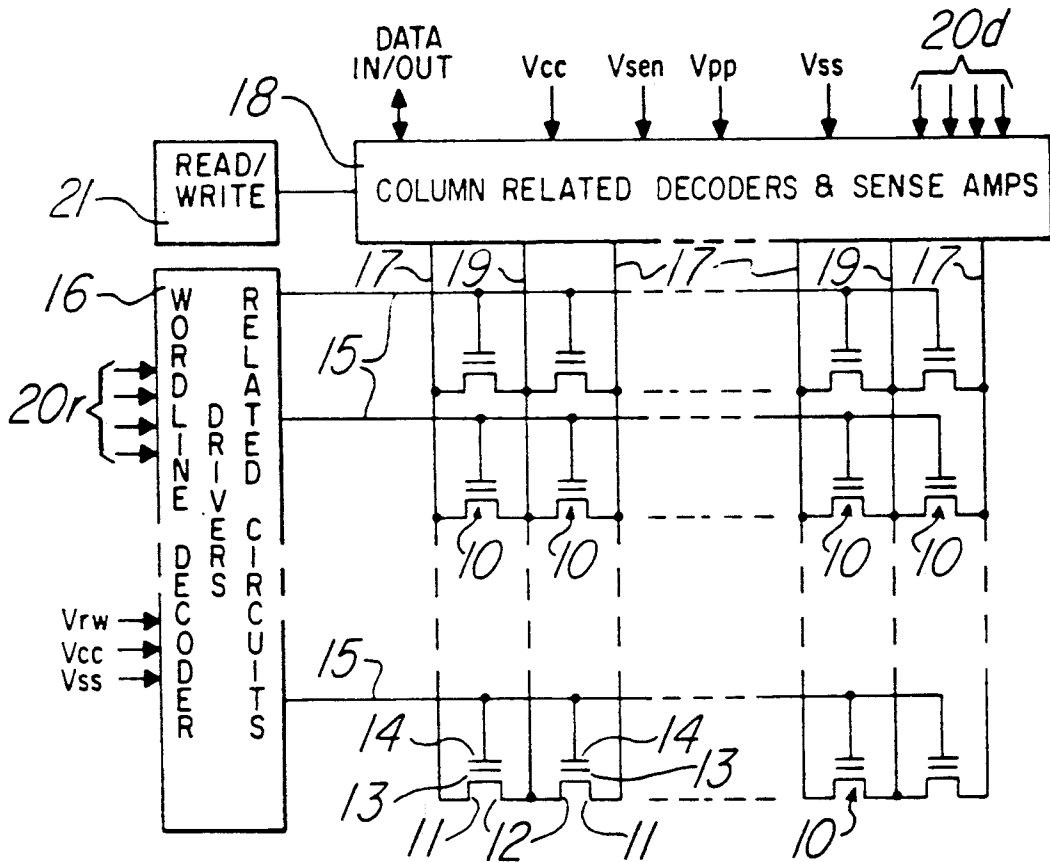 DATA
IN/OUT
Vcc
Vsen
Vpp
Vss
20d
18
READ/
WRITE
21
COLUMN RELATED DECODERS & SENSE AMPS
17
19
17
19
17
16
WORDLINE DECODER
DRIVERS
RELATED CIRCUITS
15
20r
10
10
10
10
Vrw
Vcc
Vss
15
14
14
13
13
11
12
11
10